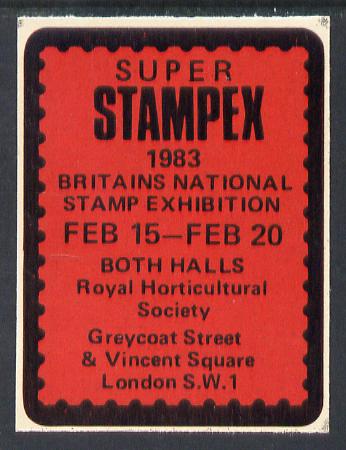 SUPER
STAMPEX
1983
BRITAINS NATIONAL
STAMP EXHIBITION
FEB 15—FEB 20
BOTH HALLS
Royal Horticultural
Society
Greycoat Street
& Vincent Square
London S.W.1